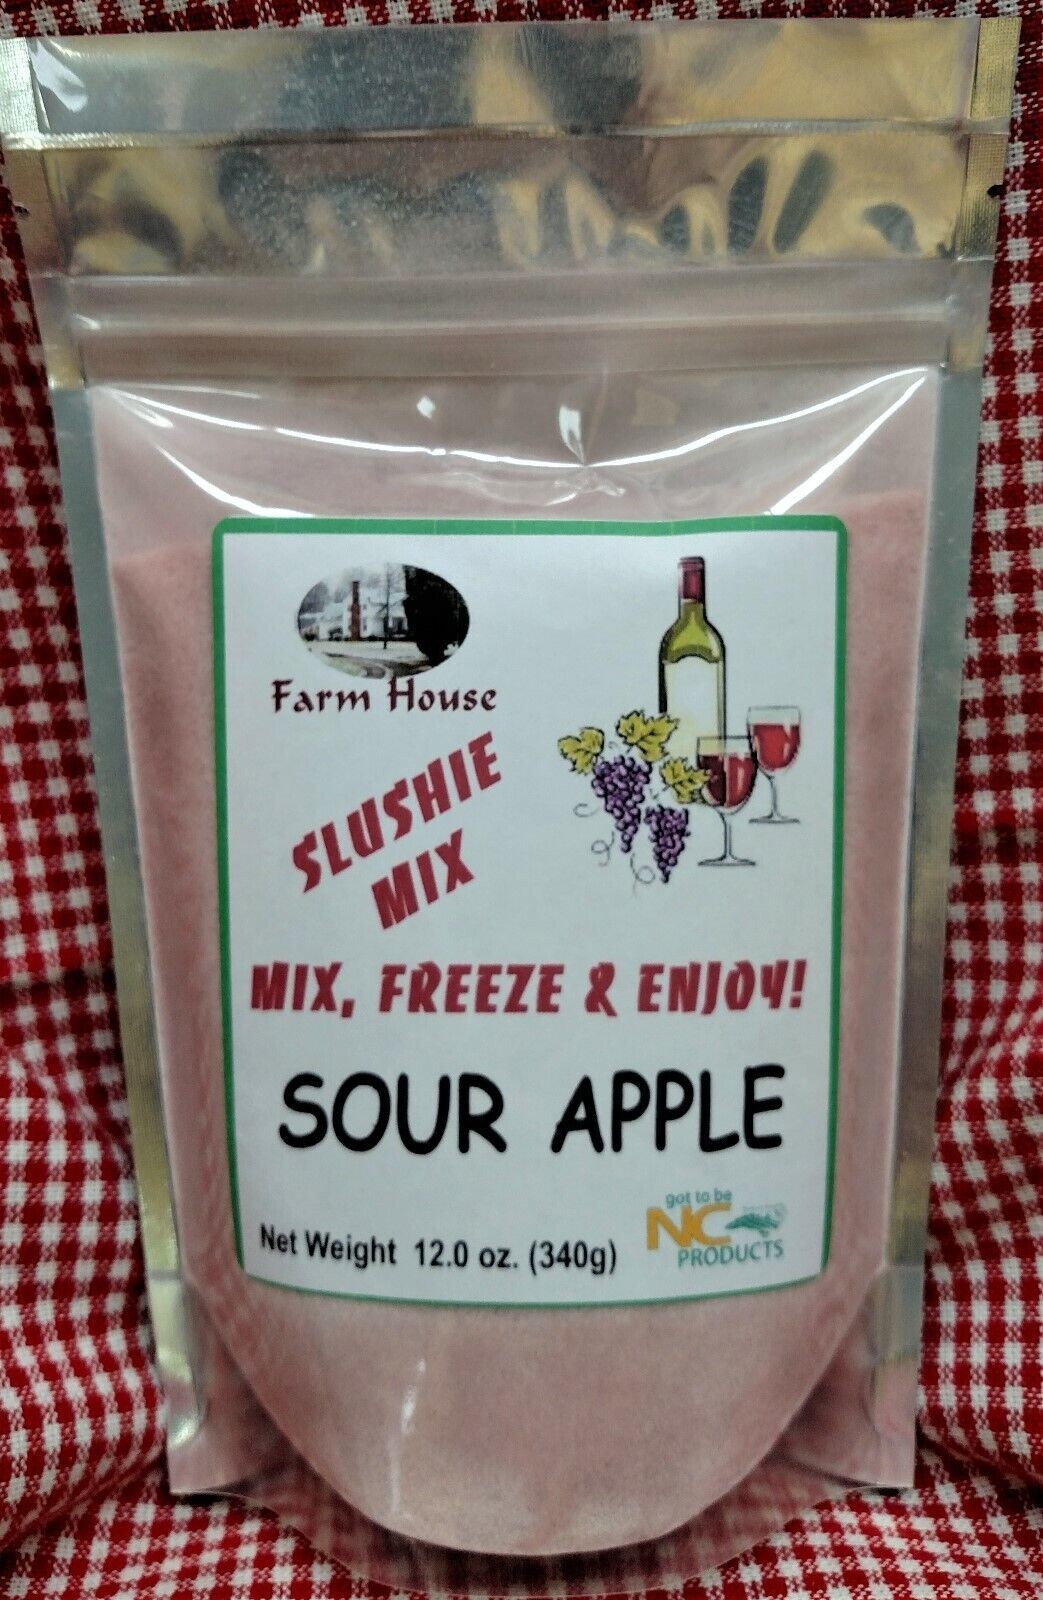 Farm House
SLUSHIE
MIX
MIX, FREEZE & ENJOY!
SOUR APPLE
Net Weight 12.0 oz. (340g)
got to be
NC
PRODUCTS